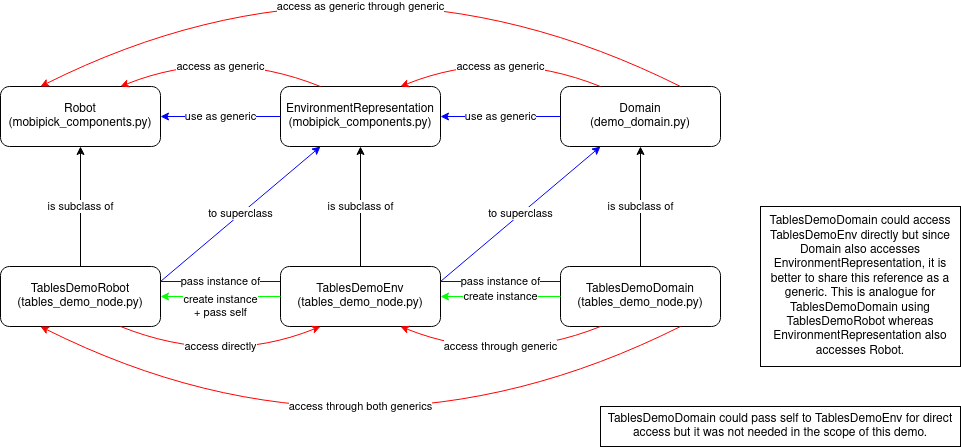 access as generic through generic
access as generic
access as generic
Robot
(mobipick_components.py)
use as generic
EnvironmentRepresentation
(mobipick_components.py)
use as generic
Domain
(demo_domain.py)
is subclass of
to superclass
is subclass of
to superclass
is subclass of
TablesDemoRobot
(tables_demo_node.py)
pass instance of
create instance
+ pass self
TablesDemoEnv
(tables_demo_node.py)
pass instance of
create instance
TablesDemoDomain
(tables_demo_node.py)
access directly
access through generic
access through both generics
TablesDemoDomain could access
TablesDemoEnv directly but since
Domain also accesses
EnvironmentRepresentation, it is
better to share this reference as a
generic. This is analogue for
TablesDemoDomain using
TablesDemoRobot whereas
EnvironmentRepresentation also
accesses Robot.
TablesDemoDomain could pass self to TablesDemoEnv for direct
access but it was not needed in the scope of this demo.